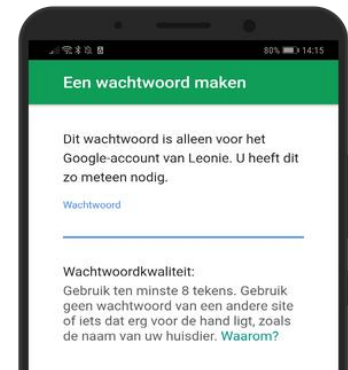 80% 14:15
Een wachtwoord maken
Dit wachtwoord is alleen voor het
Google-account van Leonie. U heeft dit
zo meteen nodig.
Wachtwoord
Wachtwoordkwaliteit:
Gebruik ten minste 8 tekens. Gebruik
geen wachtwoord van een andere site
of iets dat erg voor de hand ligt, zoals
de naam van uw huisdier. Waarom?